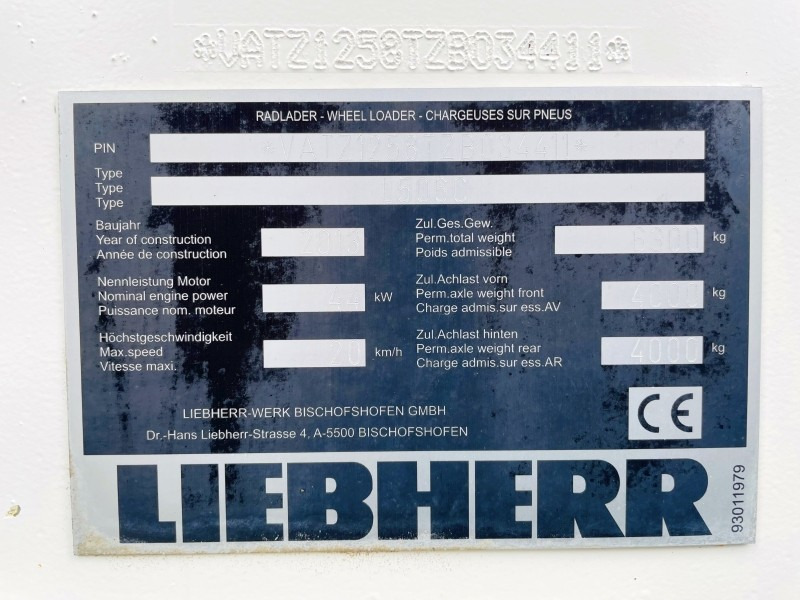 *VATZ1258TZB034411*
RADLADER - WHEEL LOADER - CHARGEUSES SUR PNEUS
PIN
Type
Type
Type
Baujahr
Year of construction
Année de construction
Zul.Ges.Gew.
Perm.total weight kg
Poids admissible
Nennleistung Motor
Nominal engine power kW
Puissance nom. moteur
Zul.Achlast vorn
Perm.axle weight front kg
Charge admis.sur ess.AV
Höchstgeschwindigkeit
Max.speed 20 km/h
Vitesse maxi.
Zul.Achlast hinten
Perm.axle weight rear 4000 kg
Charge admis.sur ess.AR
CE
LIEBHERR-WERK BISCHOFSHOFEN GMBH
Dr.-Hans Liebherr-Strasse 4, A-5500 BISCHOFSHOFEN
LIEBHERR
93011979